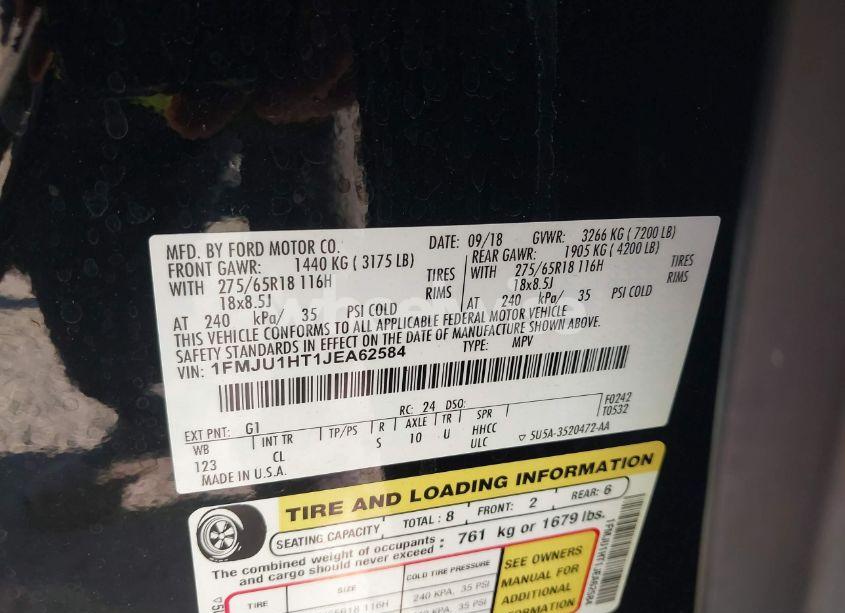 MFD. BY FORD MOTOR CO.
DATE: 09/18 GVWR: 3266 KG ( 7200 LB)
FRONT GAWR: 1440 KG ( 3175 LB)
REAR GAWR: 1905 KG ( 4200 LB)
WITH 275/65R18 116H TIRES
WITH 275/65R18 116H TIRES
18x8.5J RIMS
18x8.5J RIMS
AT 240 kPa/ 35 PSI COLD
AT 240 kPa/ 35 PSI COLD
THIS VEHICLE CONFORMS TO ALL APPLICABLE FEDERAL MOTOR VEHICLE
SAFETY STANDARDS IN EFFECT ON THE DATE OF MANUFACTURE SHOWN ABOVE.
VIN: 1FMJU1HT1JEA62584 TYPE: MPV
F0242
T0532
EXT PNT: G1 RC: 24 DSO:
WB INT TR TP/PS R AXLE TR SPR
123 CL S 10 U HHCC
ULC
MADE IN U.S.A.
5U5A-3520472-AA
TIRE AND LOADING INFORMATION
SEATING CAPACITY TOTAL : 8 FRONT: 2 REAR: 6
The combined weight of occupants
and cargo should never exceed : 761 kg or 1679 lbs.
TIRE SIZE COLD TIRE PRESSURE
65R18 116H 240 KPA, 35 PSI
SEE OWNERS
MANUAL FOR
ADDITIONAL
INFORMATION
1FMJU1HT1JEA62584